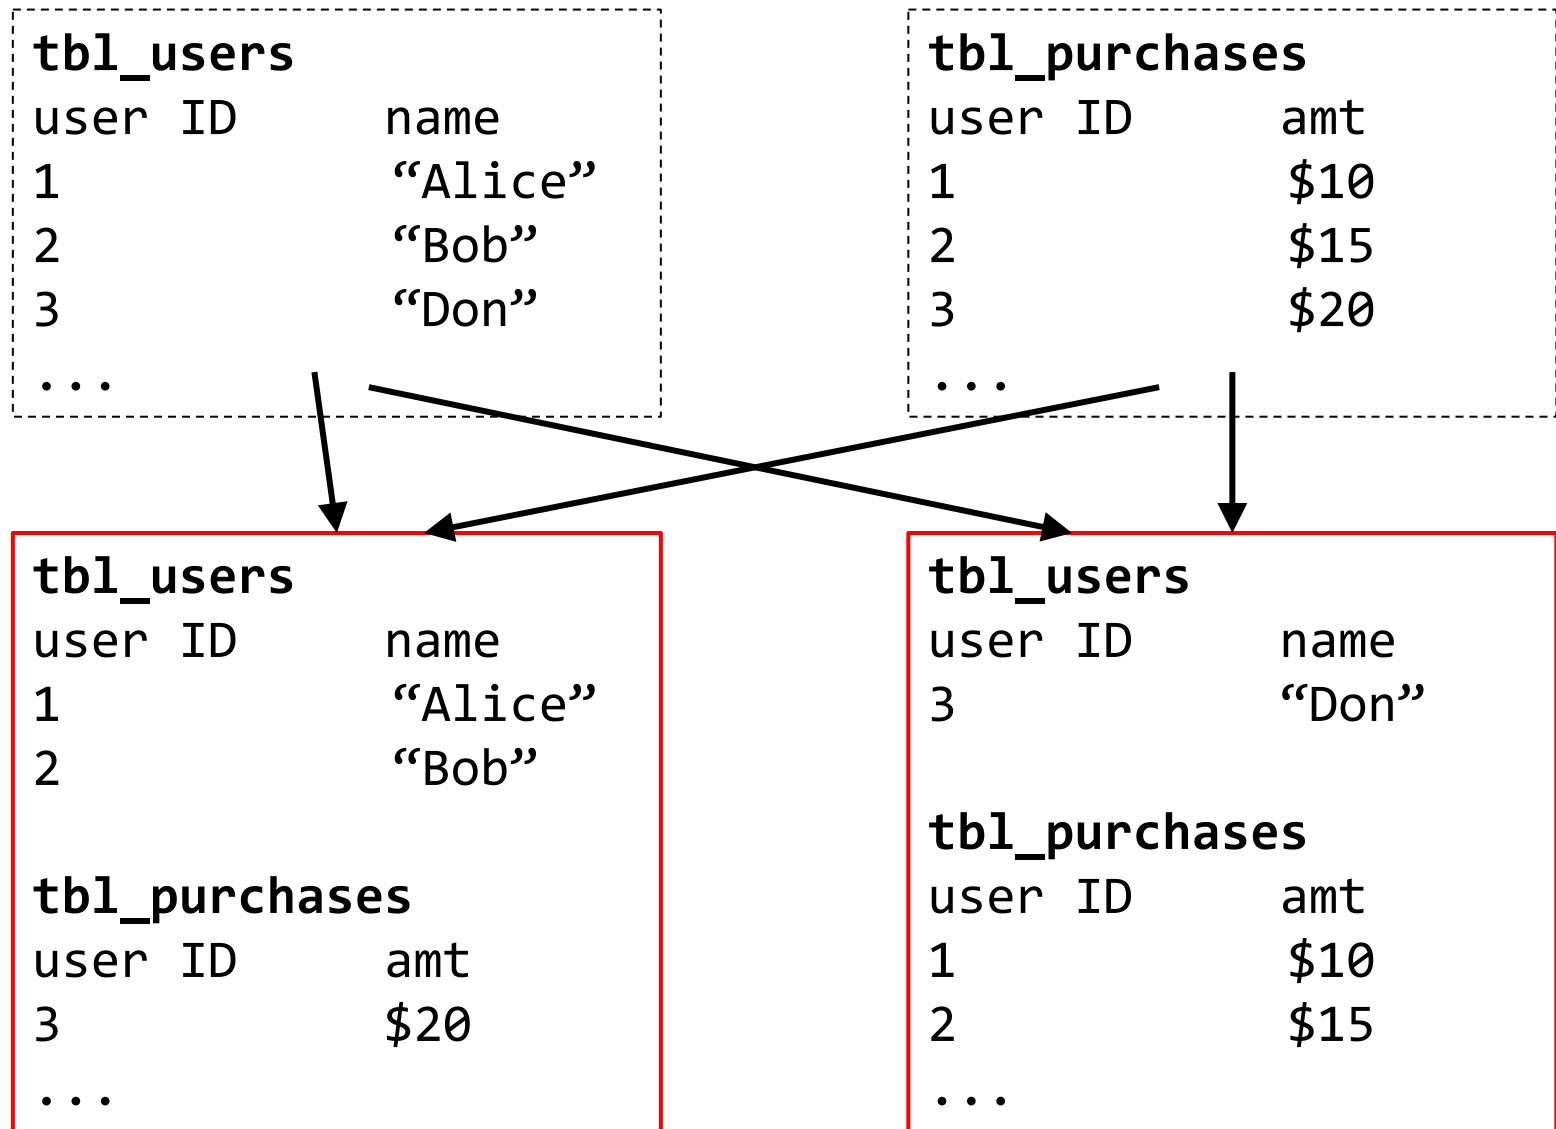 tbl_users
user ID name
1 “Alice”
2 “Bob”
3 “Don”
...
tbl_purchases
user ID amt
1 $10
2 $15
3 $20
...
tbl_users
user ID name
1 “Alice”
2 “Bob”
tbl_purchases
user ID amt
3 $20
...
tbl_users
user ID name
3 “Don”
tbl_purchases
user ID amt
1 $10
2 $15
...